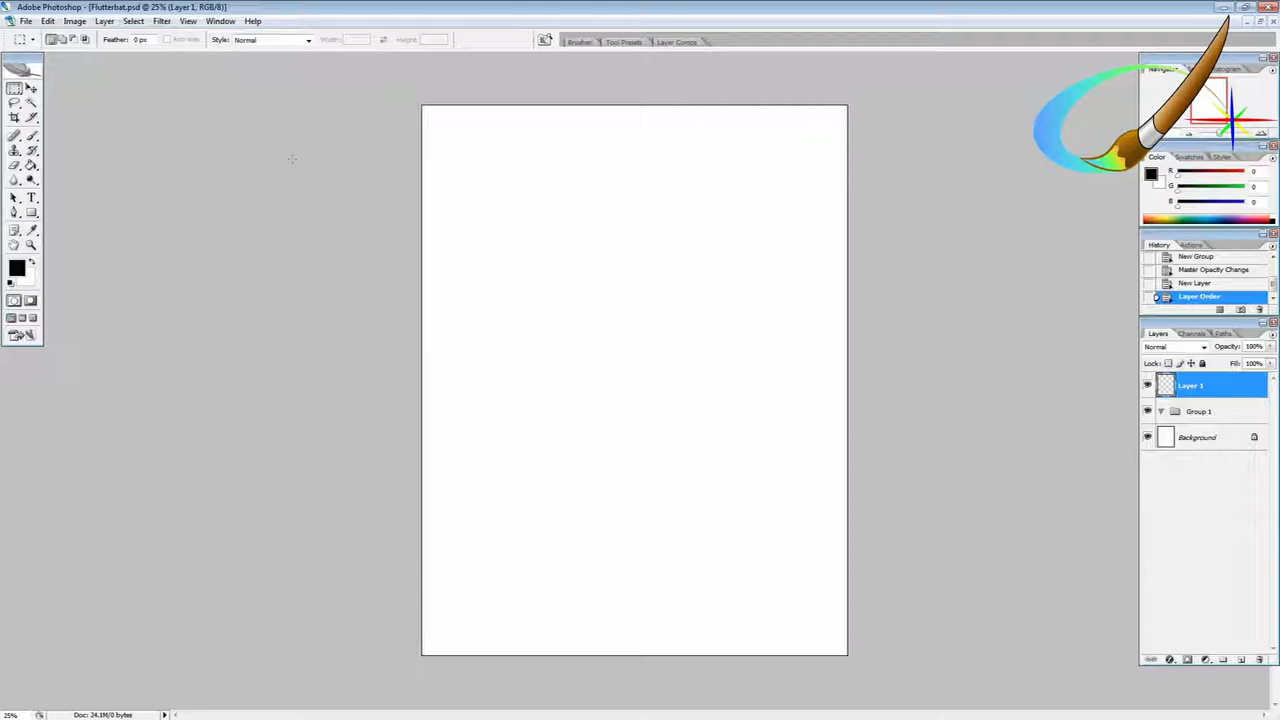 Adobe Photoshop - [Flutterbat.psd @ 25% (Layer 1, RGB/8)]
File Edit Image Layer Select Filter View Window Help
Feather: 0 px Anti-alias Style: Normal Width: Height: Brushes Tool Presets Layer Comps
Color Swatches Styles
R 0
G 0
B 0
History Actions
New Group
Master Opacity Change
New Layer
Layer Order
Layers Channels Paths
Normal Opacity: 100%
Lock: Fill: 100%
Layer 1
Group 1
Background
25% Doc: 24.1M/0 bytes